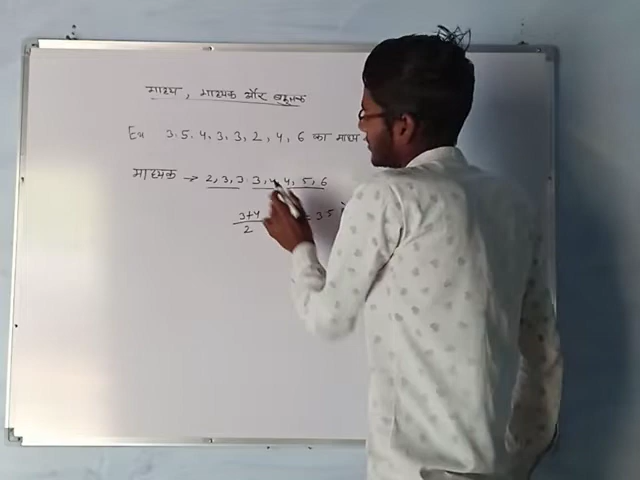 माध्य, माध्यक और बहुलक
Ex 3.5.4,3,3,2,4,6 का माध्य
माध्यक → 2,3,3.3,4,4,5,6
3+4
2
= 3.5